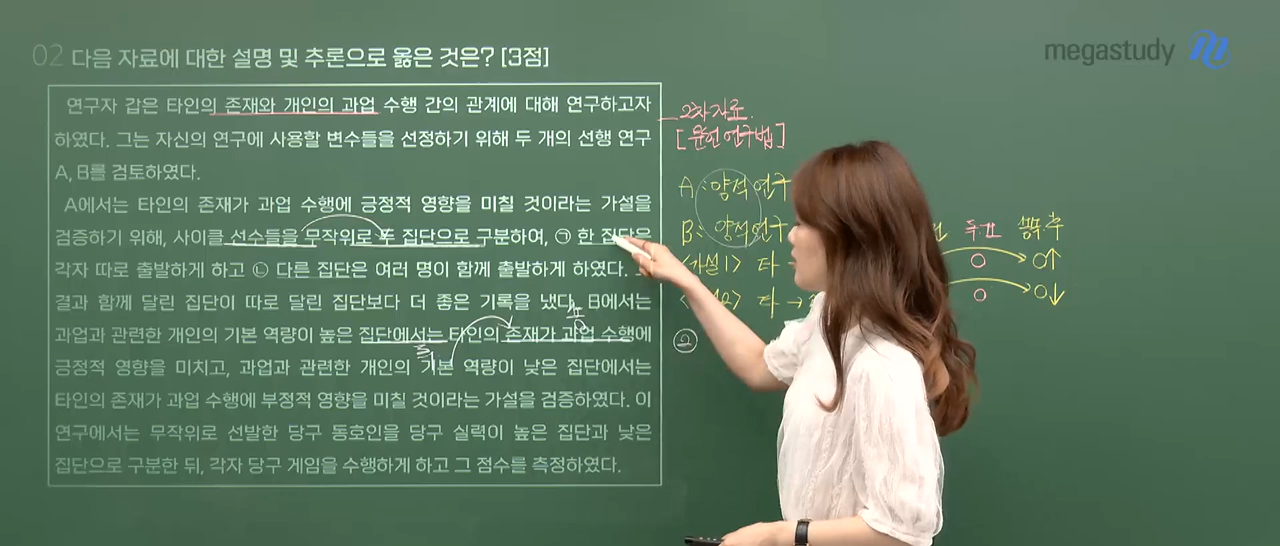 02 다음 자료에 대한 설명 및 추론으로 옳은 것은? [3점]
megastudy
연구자 갑은 타인의 존재와 개인의 과업 수행 간의 관계에 대해 연구하고자
하였다. 그는 자신의 연구에 사용할 변수들을 선정하기 위해 두 개의 선행 연구
A, B를 검토하였다.
A에서는 타인의 존재가 과업 수행에 긍정적 영향을 미칠 것이라는 가설을
검증하기 위해, 사이클 선수들을 무작위로 두 집단으로 구분하여, ㉠ 한 집단은
각자 따로 출발하게 하고 ㉡ 다른 집단은 여러 명이 함께 출발하게 하였다.
결과 함께 달린 집단이 따로 달린 집단보다 더 좋은 기록을 냈다. B에서는
과업과 관련한 개인의 기본 역량이 높은 집단에서는 타인의 존재가 과업 수행에
긍정적 영향을 미치고, 과업과 관련한 개인의 기본 역량이 낮은 집단에서는
타인의 존재가 과업 수행에 부정적 영향을 미칠 것이라는 가설을 검증하였다. 이
연구에서는 무작위로 선발한 당구 동호인을 당구 실력이 높은 집단과 낮은
집단으로 구분한 뒤, 각자 당구 게임을 수행하게 하고 그 점수를 측정하였다.
2차 자료
[문헌 연구법]
A: 양적 연구
B: 양적 연구
<가설1> 타 →
타 →